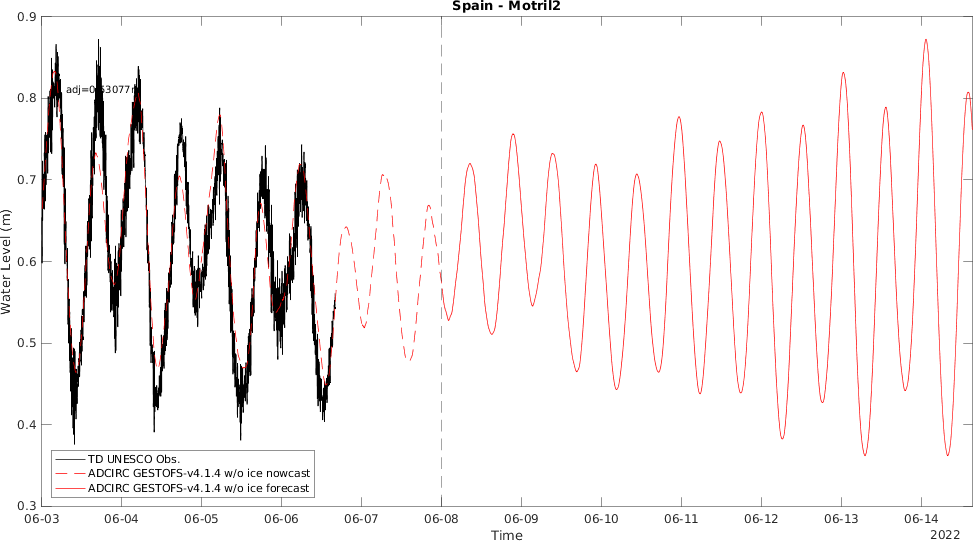 Spain - Motril2
0.9
0.8
0.7
0.6
0.5
0.4
0.3
Water Level (m)
TD UNESCO Obs.
ADCIRC GESTOFS-v4.1.4 w/o ice nowcast
ADCIRC GESTOFS-v4.1.4 w/o ice forecast
06-03 06-04 06-05 06-06 06-07 06-08 06-09 06-10 06-11 06-12 06-13 06-14
2022
Time